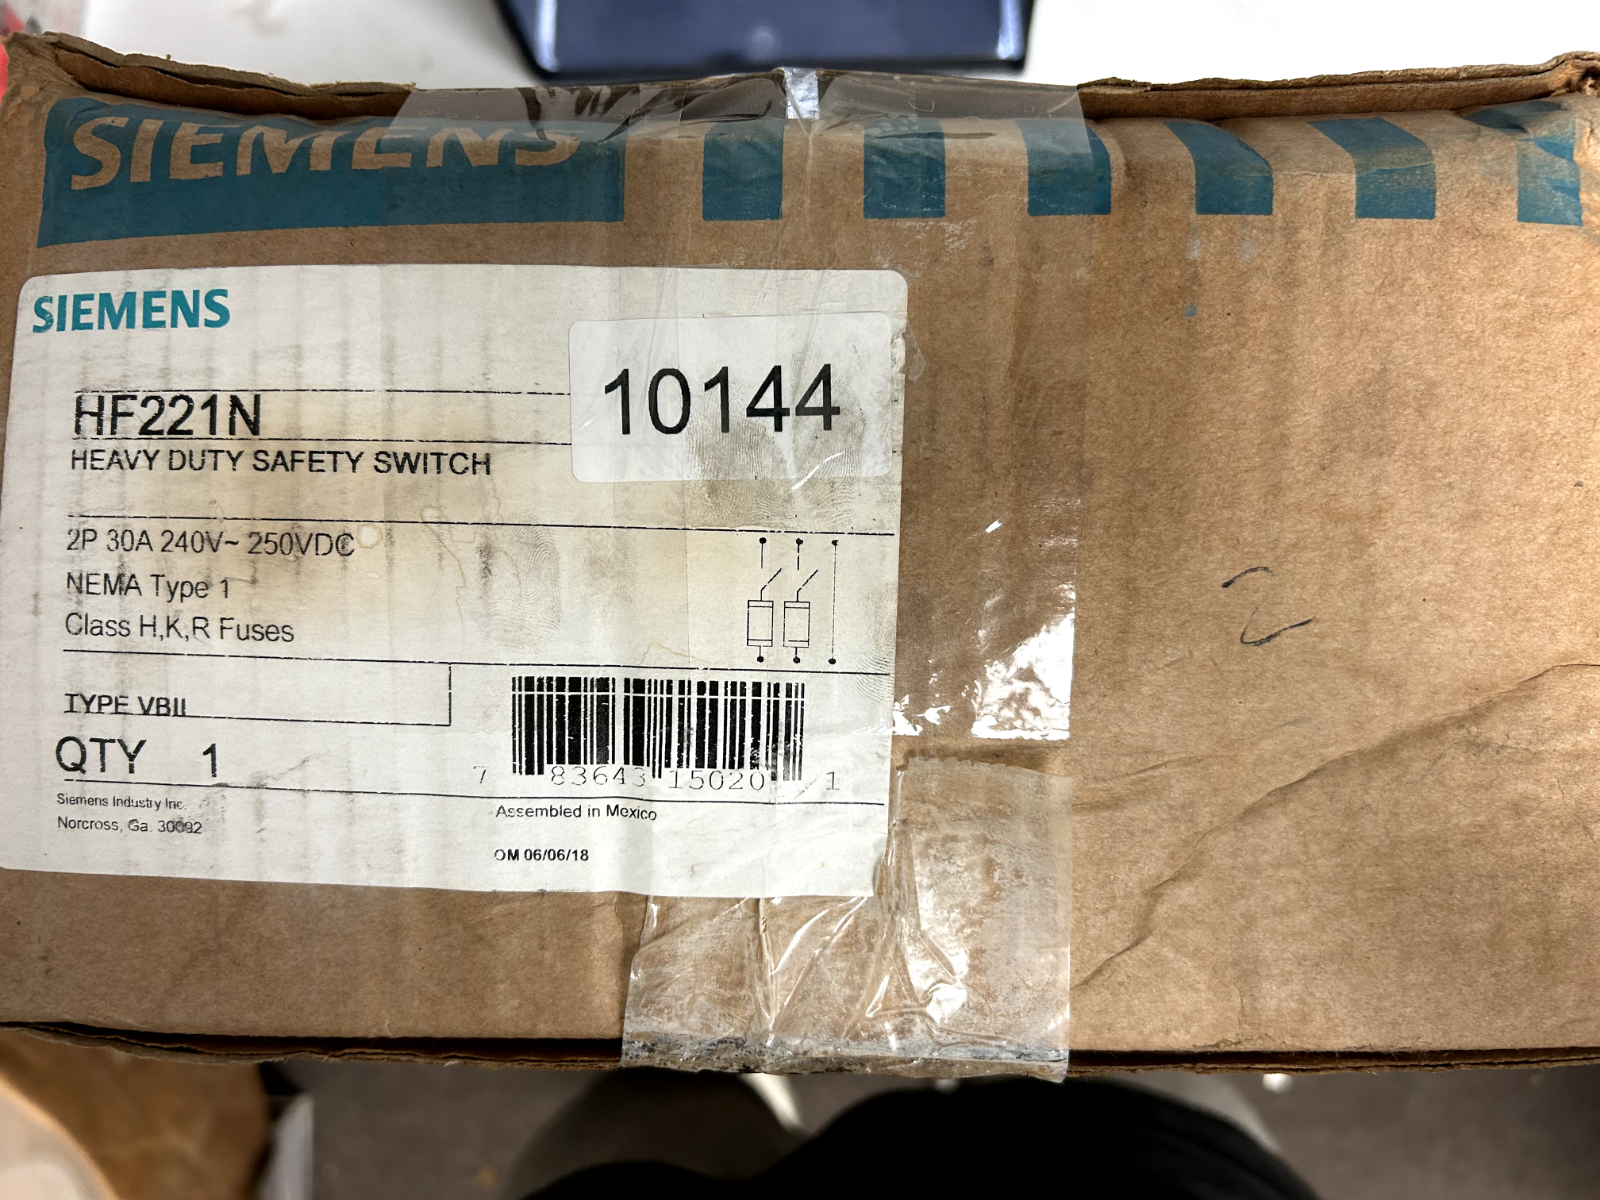 SIEMENS
SIEMENS
HF221N
10144
HEAVY DUTY SAFETY SWITCH
2P 30A 240V~ 250VDC
NEMA Type 1
Class H,K,R Fuses
TYPE VBII
QTY 1
7 83643 15020 1
Siemens Industry Inc.
Norcross, Ga. 30092
Assembled in Mexico
OM 06/06/18
2